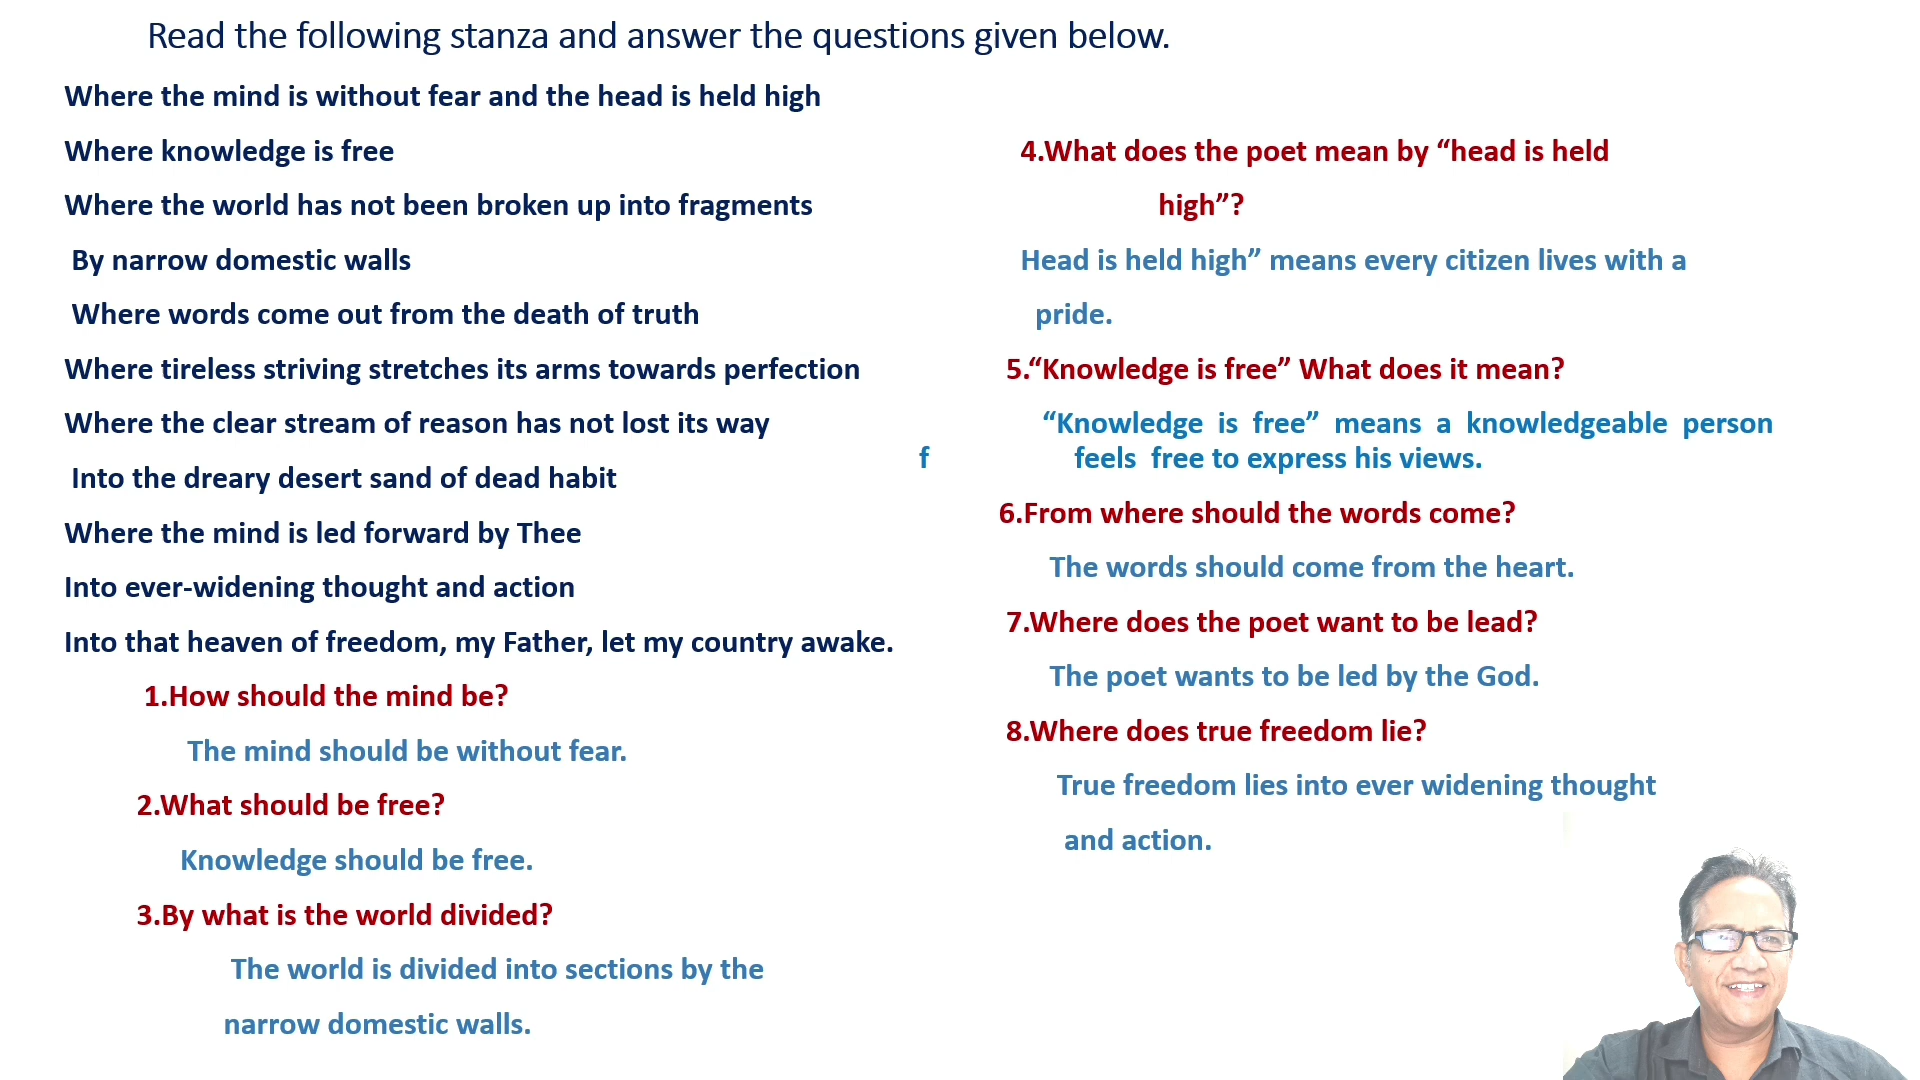 Read the following stanza and answer the questions given below.
Where the mind is without fear and the head is held high
Where knowledge is free
Where the world has not been broken up into fragments
By narrow domestic walls
Where words come out from the death of truth
Where tireless striving stretches its arms towards perfection
Where the clear stream of reason has not lost its way
Into the dreary desert sand of dead habit
Where the mind is led forward by Thee
Into ever-widening thought and action
Into that heaven of freedom, my Father, let my country awake.
1.How should the mind be?
The mind should be without fear.
2.What should be free?
Knowledge should be free.
3.By what is the world divided?
The world is divided into sections by the
narrow domestic walls.
4.What does the poet mean by “head is held
high”?
Head is held high” means every citizen lives with a
pride.
5.“Knowledge is free” What does it mean?
“Knowledge is free” means a knowledgeable person
f feels free to express his views.
6.From where should the words come?
The words should come from the heart.
7.Where does the poet want to be lead?
The poet wants to be led by the God.
8.Where does true freedom lie?
True freedom lies into ever widening thought
and action.